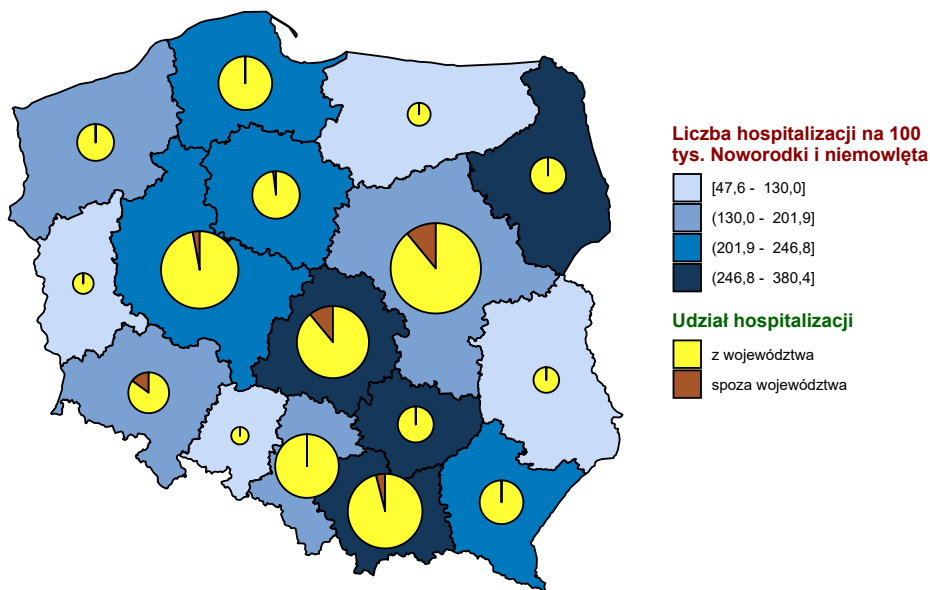 Liczba hospitalizacji na 100
tys. Noworodki i niemowlęta
[47,6 - 130,0]
(130,0 - 201,9]
(201,9 - 246,8]
(246,8 - 380,4]
Udział hospitalizacji
z województwa
spoza województwa